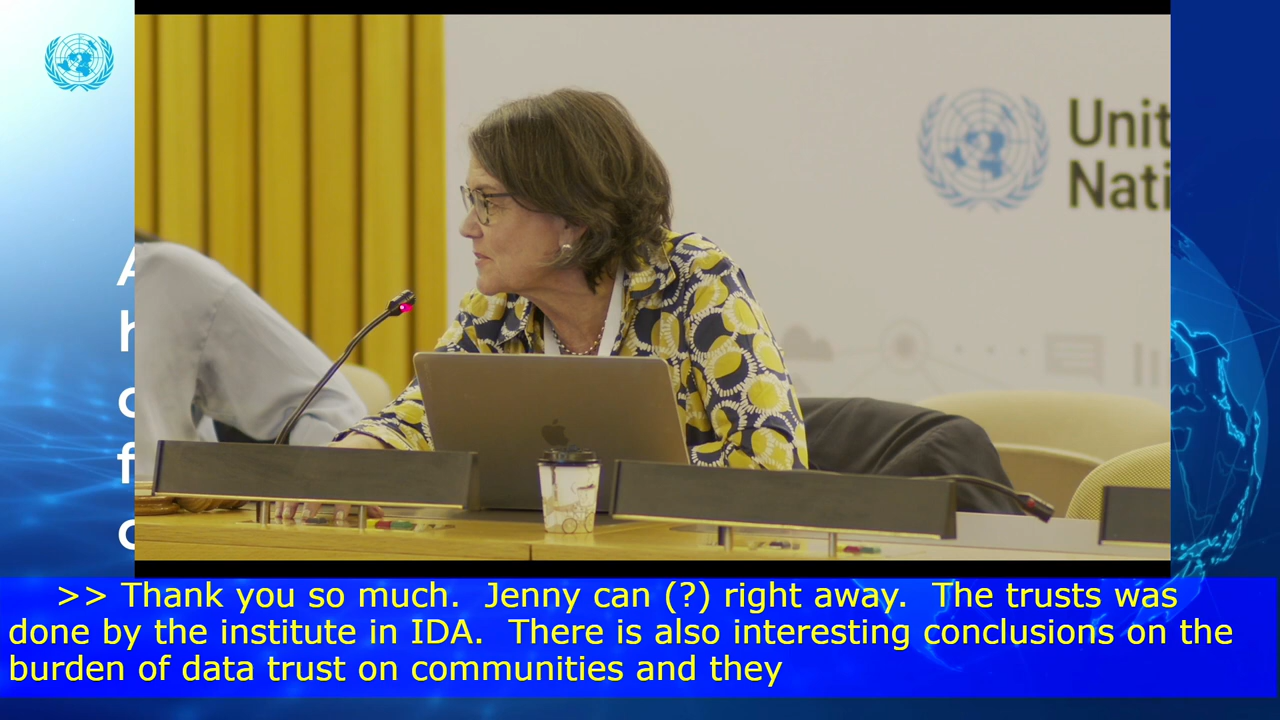 Unit
Nati
A
h
c
f
c
>> Thank you so much.  Jenny can (?) right away.  The trusts was
done by the institute in IDA.  There is also interesting conclusions on the
burden of data trust on communities and they